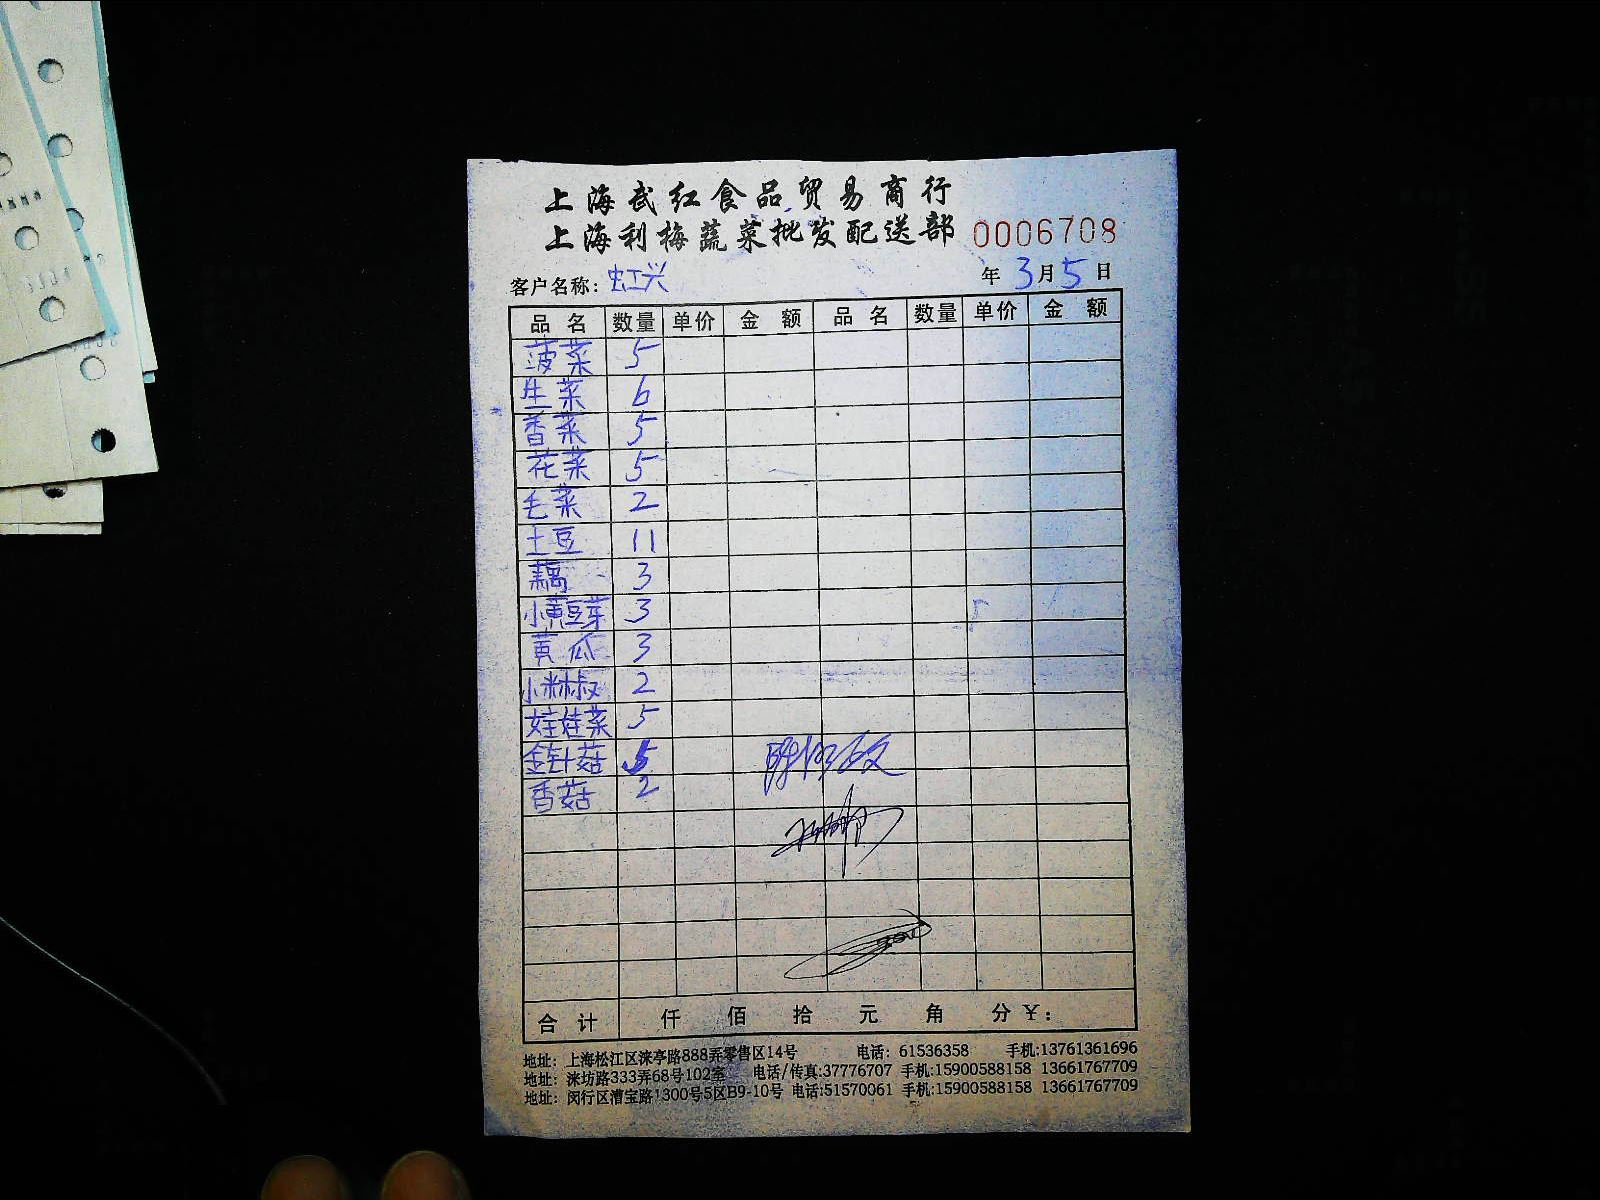 上海武红食品贸易商行
上海利梅蔬菜批发配送部 0006708
客户名称：虹兴 年3月5日
品名 数量 单价 金额 品名 数量 单价 金额
菠菜 5
生菜 6
香菜 5
花菜 5
毛菜 2
土豆 11
藕 3
小黄豆芽 3
黄瓜 3
小米椒 2
娃娃菜 5
金针菇 5
香菇 2
合计 仟 佰 拾 元 角 分 ￥：
地址：上海松江区涞亭路888弄零售区14号 电话：61536358 手机:13761361696
地址：涞坊路333弄68号102室 电话/传真:37776707 手机:15900588158 13661767709
地址：闵行区漕宝路1300号5区B9-10号 电话:51570061 手机:15900588158 13661767709